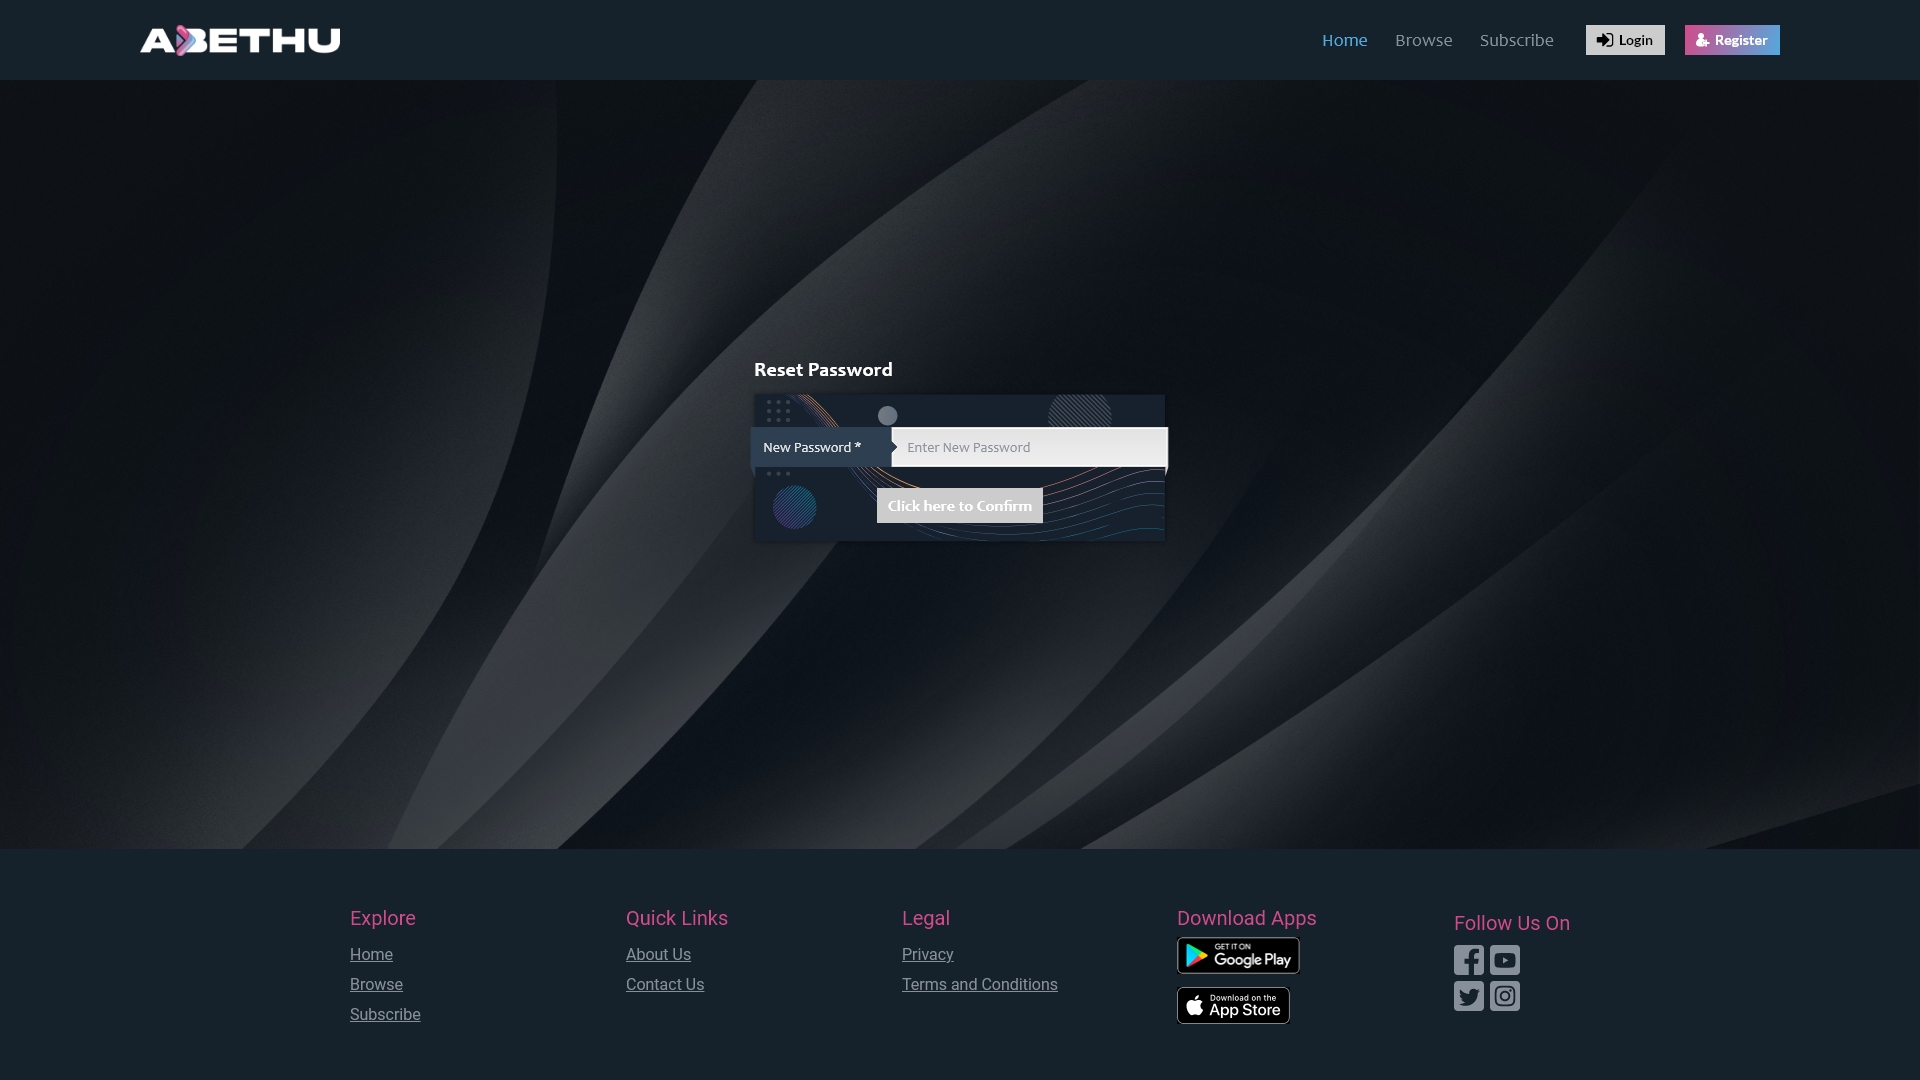 ABETHU
Home
Browse
Subscribe
Login
Register
Reset Password
New Password *
Enter New Password
Click here to Confirm
Explore
Home
Browse
Subscribe
Quick Links
About Us
Contact Us
Legal
Privacy
Terms and Conditions
Download Apps
GET IT ON
Google Play
Download on the
App Store
Follow Us On